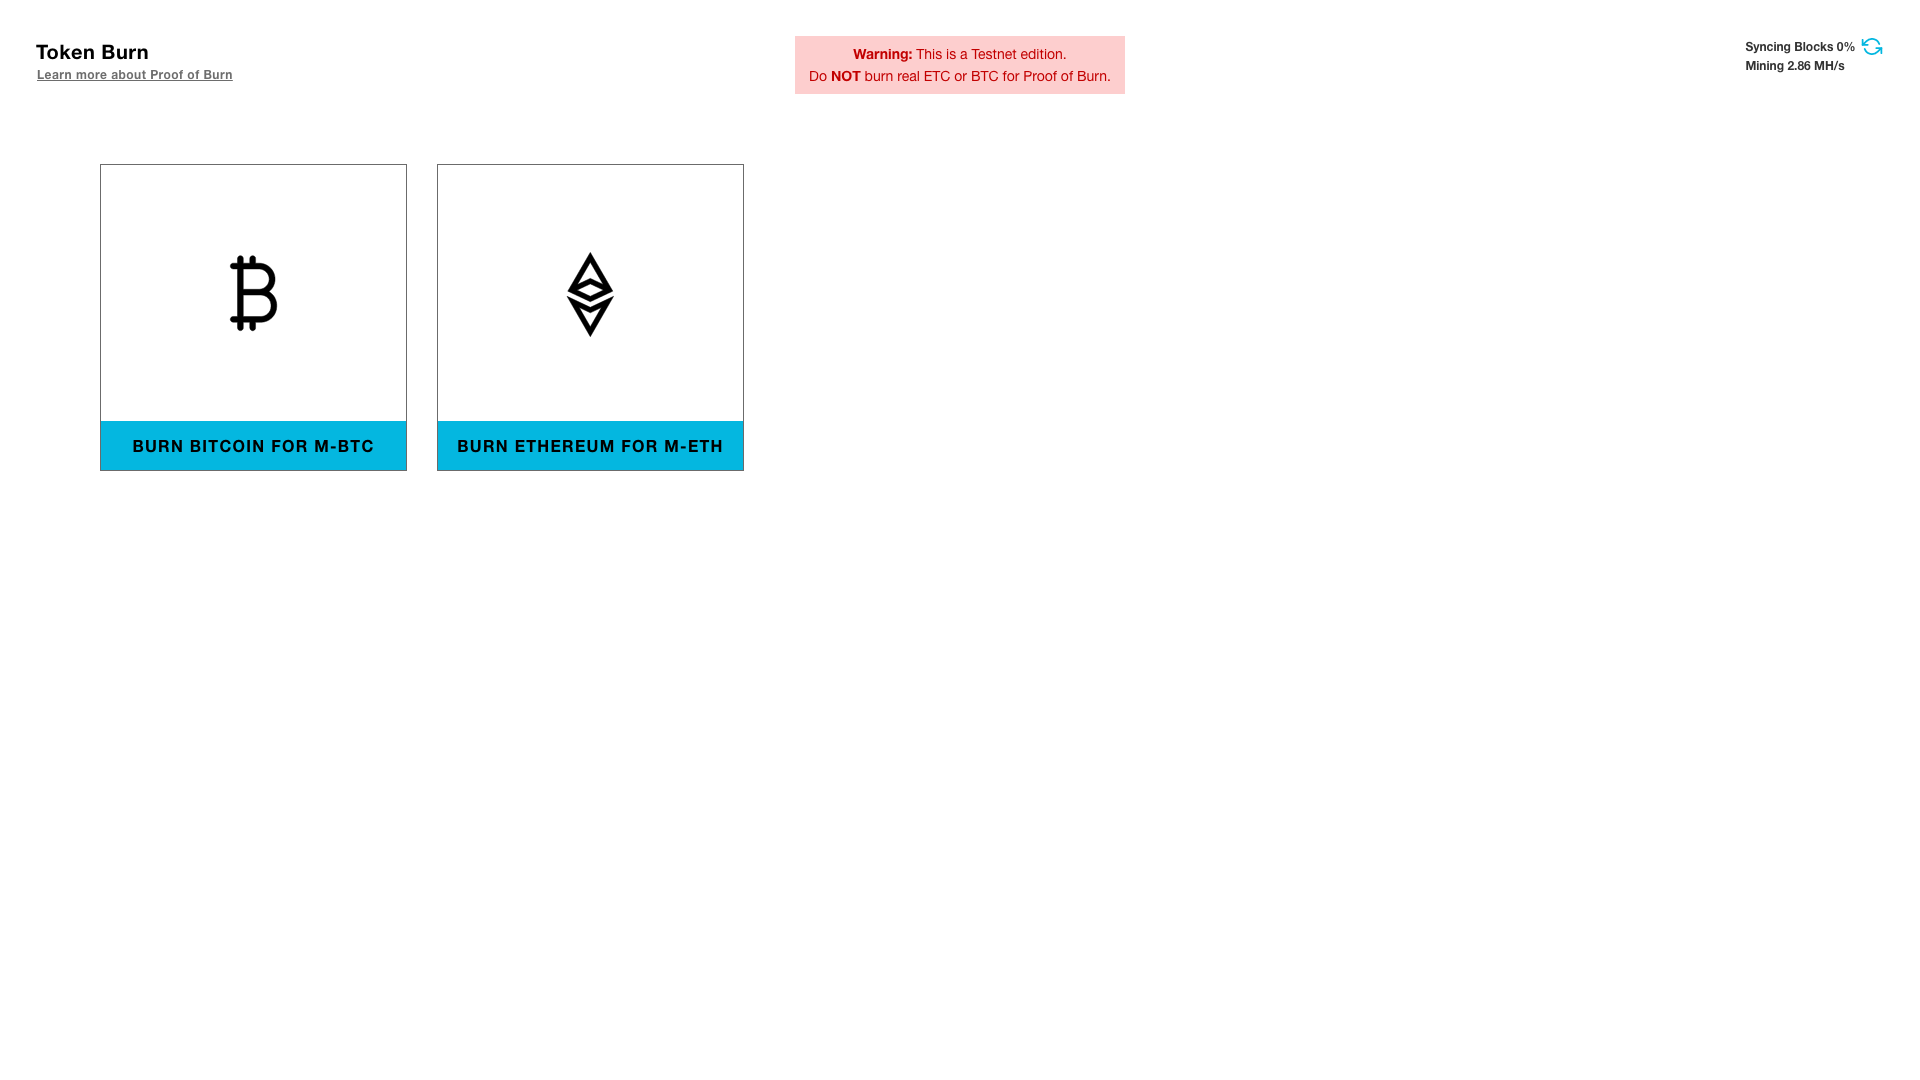 Token Burn
Learn more about Proof of Burn
Warning: This is a Testnet edition.
Do NOT burn real ETC or BTC for Proof of Burn.
Syncing Blocks 0%
Mining 2.86 MH/s
BURN BITCOIN FOR M-BTC
BURN ETHEREUM FOR M-ETH